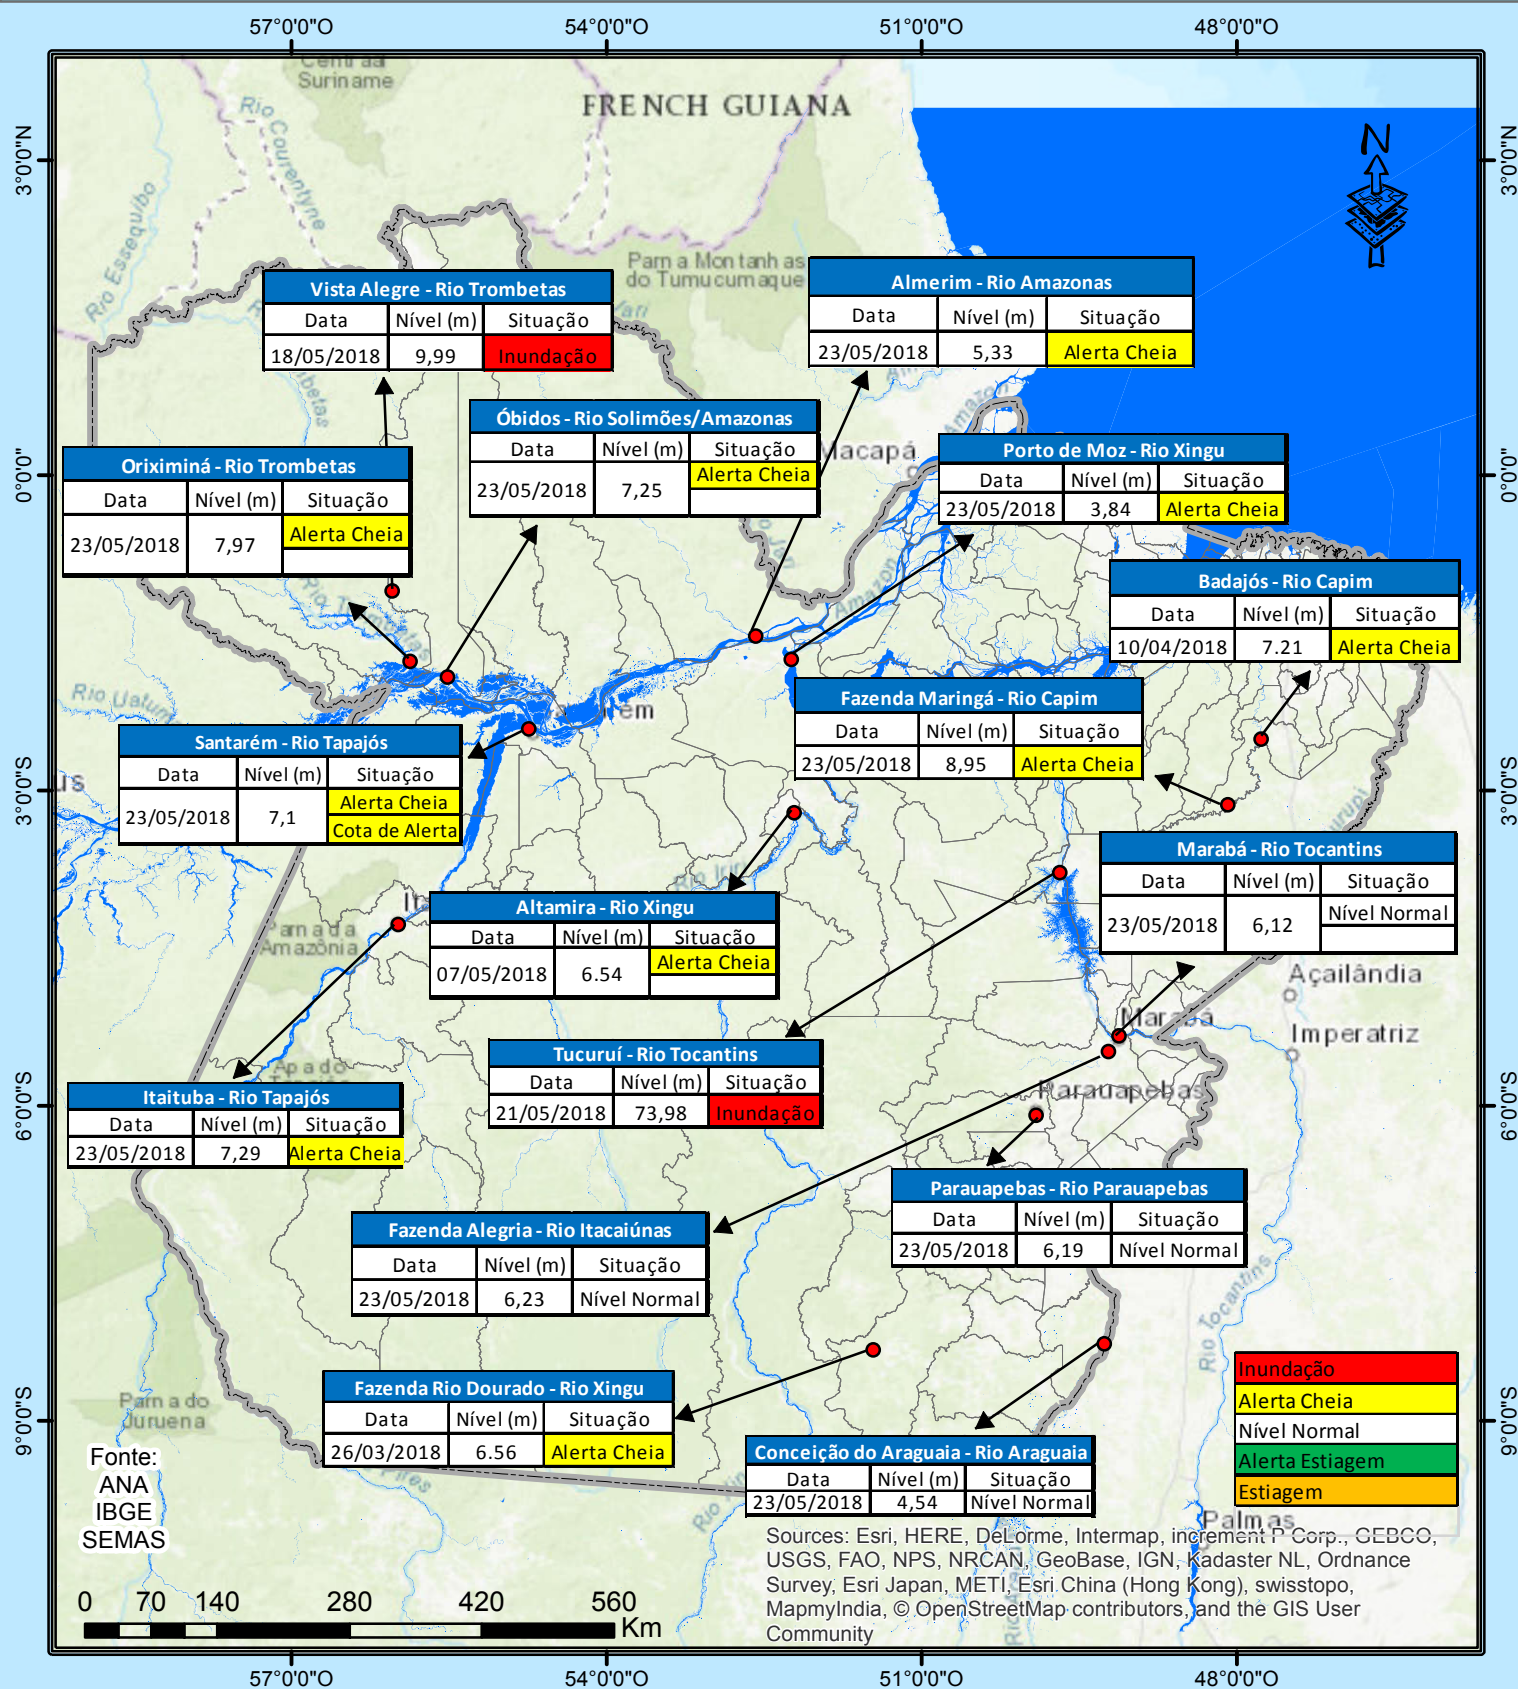 57°0'0"O 54°0'0"O 51°0'0"O 48°0'0"O
3°0'0"N
0°0'0"
3°0'0"S
6°0'0"S
9°0'0"S
3°0'0"N
0°0'0"
3°0'0"S
6°0'0"S
9°0'0"S
Central
Suriname
FRENCH GUIANA
N
Rio Courentyne
Rio Essequibo
Parna Montanhas
do Tumucumaque
Vista Alegre - Rio Trombetas
Data Nível (m) Situação
18/05/2018 9,99 Inundação
Almerim - Rio Amazonas
Data Nível (m) Situação
23/05/2018 5,33 Alerta Cheia
Óbidos - Rio Solimões/Amazonas
Data Nível (m) Situação
23/05/2018 7,25 Alerta Cheia
Macapá
Amazon
Porto de Moz - Rio Xingu
Data Nível (m) Situação
23/05/2018 3,84 Alerta Cheia
Oriximiná - Rio Trombetas
Data Nível (m) Situação
23/05/2018 7,97 Alerta Cheia
Amazon
Badajós - Rio Capim
Data Nível (m) Situação
10/04/2018 7.21 Alerta Cheia
Fazenda Maringá - Rio Capim
Data Nível (m) Situação
23/05/2018 8,95 Alerta Cheia
Santarém - Rio Tapajós
Data Nível (m) Situação
23/05/2018 7,1 Alerta Cheia
Cota de Alerta
Marabá - Rio Tocantins
Data Nível (m) Situação
23/05/2018 6,12 Nível Normal
Rio Iriri
Altamira - Rio Xingu
Data Nível (m) Situação
07/05/2018 6.54 Alerta Cheia
Parna da
Amazônia
Açailândia
Marabá
Imperatriz
Tucuruí - Rio Tocantins
Data Nível (m) Situação
21/05/2018 73,98 Inundação
Apa do
Parauapebas
Itaituba - Rio Tapajós
Data Nível (m) Situação
23/05/2018 7,29 Alerta Cheia
Parauapebas - Rio Parauapebas
Data Nível (m) Situação
23/05/2018 6,19 Nível Normal
Fazenda Alegria - Rio Itacaiúnas
Data Nível (m) Situação
23/05/2018 6,23 Nível Normal
Rio Tocantins
Fazenda Rio Dourado - Rio Xingu
Data Nível (m) Situação
26/03/2018 6.56 Alerta Cheia
Parna do
Juruena
Conceição do Araguaia - Rio Araguaia
Data Nível (m) Situação
23/05/2018 4,54 Nível Normal
Inundação
Alerta Cheia
Nível Normal
Alerta Estiagem
Estiagem
Fonte:
ANA
IBGE
SEMAS
Palmas
Sources: Esri, HERE, DeLorme, Intermap, increment P Corp., GEBCO,
USGS, FAO, NPS, NRCAN, GeoBase, IGN, Kadaster NL, Ordnance
Survey, Esri Japan, METI, Esri China (Hong Kong), swisstopo,
MapmyIndia, © OpenStreetMap contributors, and the GIS User
Community
0 70 140 280 420 560
Km
57°0'0"O 54°0'0"O 51°0'0"O 48°0'0"O